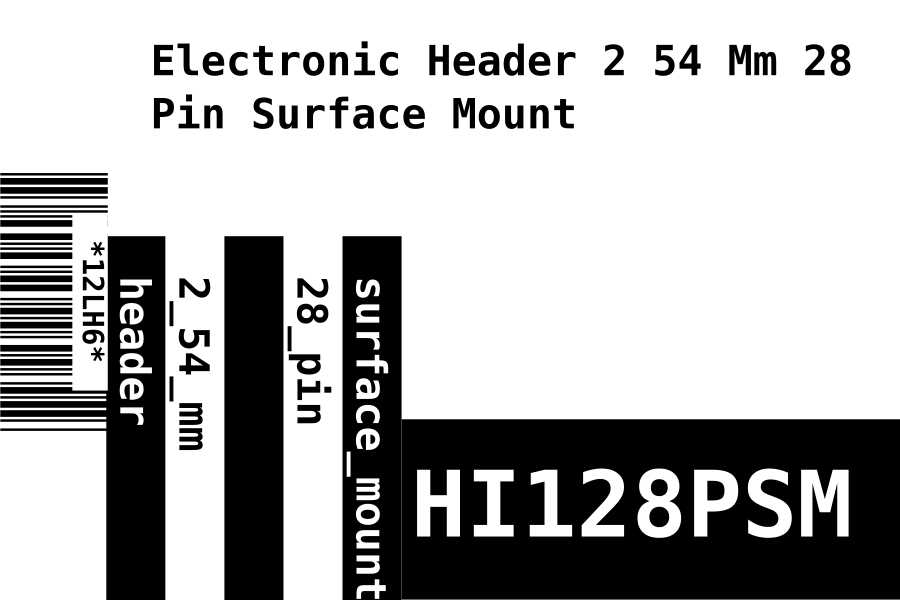 Electronic Header 2 54 Mm 28
Pin Surface Mount
*12LH6*
header
2_54_mm
28_pin
surface_mount
HI128PSM